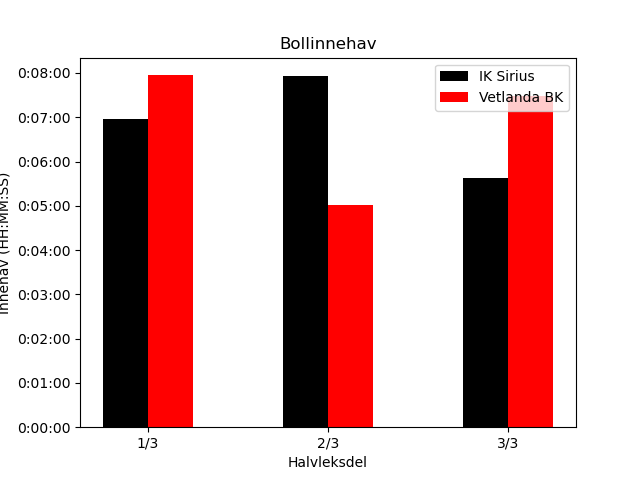 Bollinnehav
IK Sirius
Vetlanda BK
0:08:00
0:07:00
0:06:00
0:05:00
0:04:00
0:03:00
0:02:00
0:01:00
0:00:00
Innehav (HH:MM:SS)
1/3
2/3
3/3
Halvleksdel